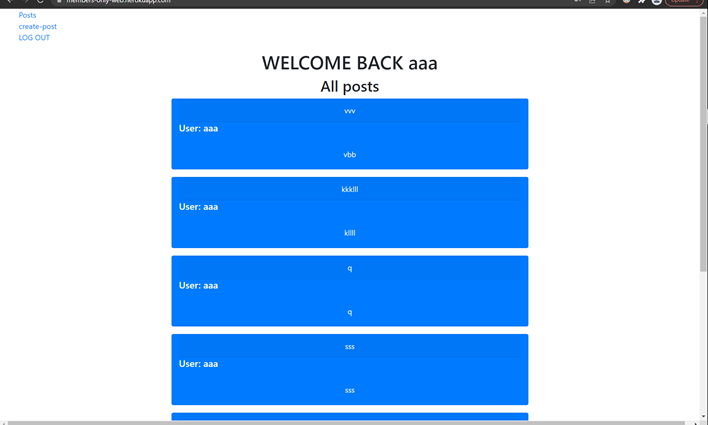 members-only-web.herokuapp.com
Update
Posts
create-post
LOG OUT
WELCOME BACK aaa
All posts
vvv
User: aaa
vbb
kkklll
User: aaa
kllll
q
User: aaa
q
sss
User: aaa
sss